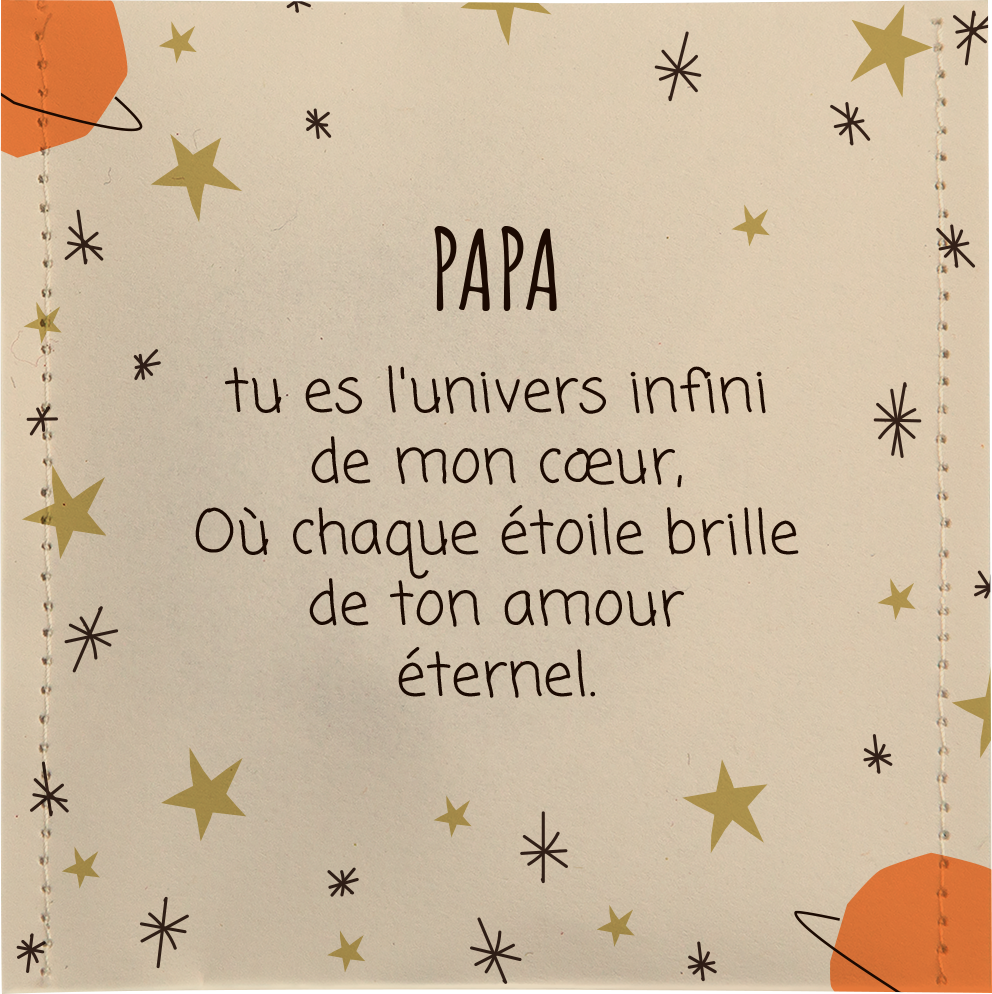 PAPA
tu es l'univers infini
de mon cœur,
Où chaque étoile brille
de ton amour
éternel.